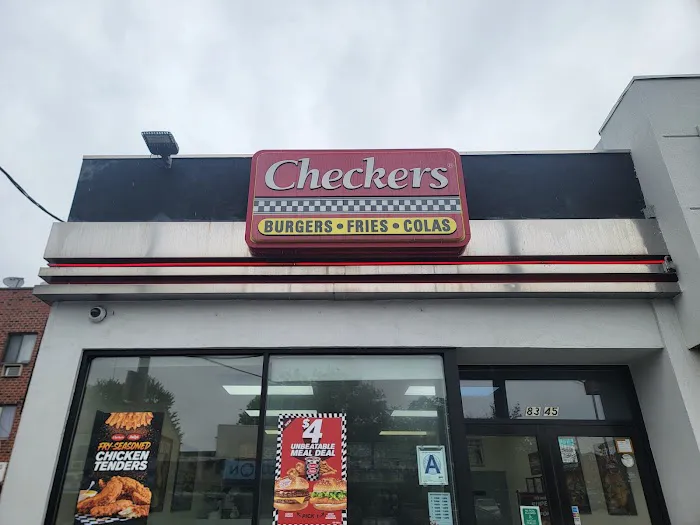 Checkers
BURGERS • FRIES • COLAS
83 45
FRY-SEASONED
CHICKEN
TENDERS
$4
UNBEATABLE
MEAL DEAL
A